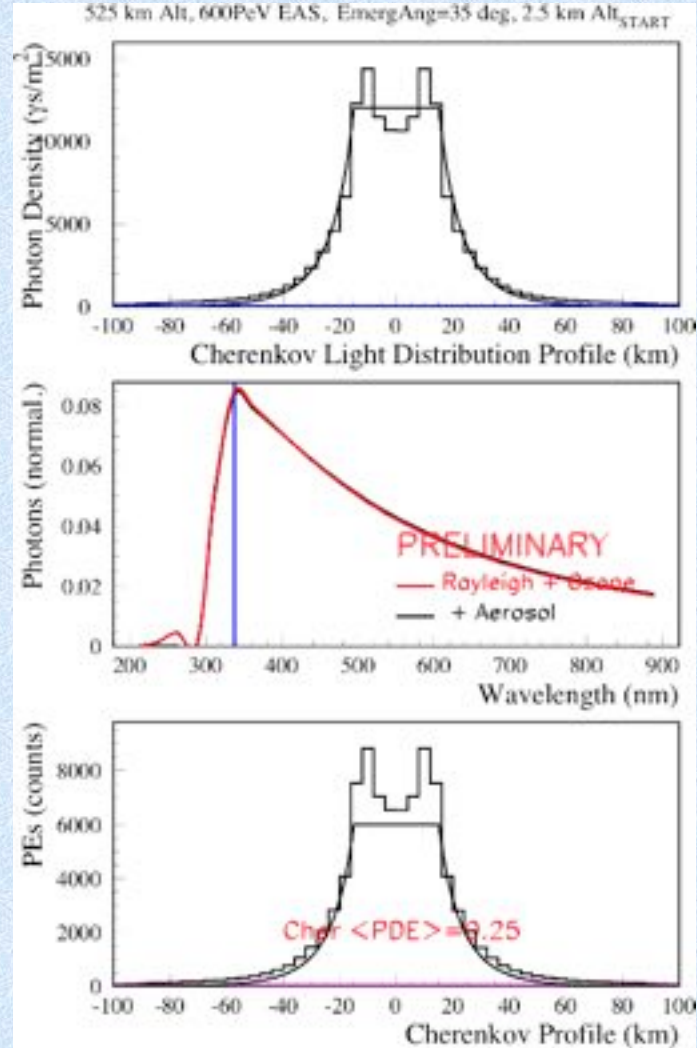 525 km Alt, 600PeV EAS, EmergAng=35 deg, 2.5 km Alt_START
Photon Density (γs/m²)
15000
10000
5000
0
-100 -80 -60 -40 -20 0 20 40 60 80 100
Cherenkov Light Distribution Profile (km)
Photons (normal.)
0.08
0.06
0.04
0.02
0
PRELIMINARY
Rayleigh + Ozone
+ Aerosol
200 300 400 500 600 700 800 900
Wavelength (nm)
PEs (counts)
8000
6000
4000
2000
0
Cher <PDE>=0.25
-100 -80 -60 -40 -20 0 20 40 60 80 100
Cherenkov Profile (km)